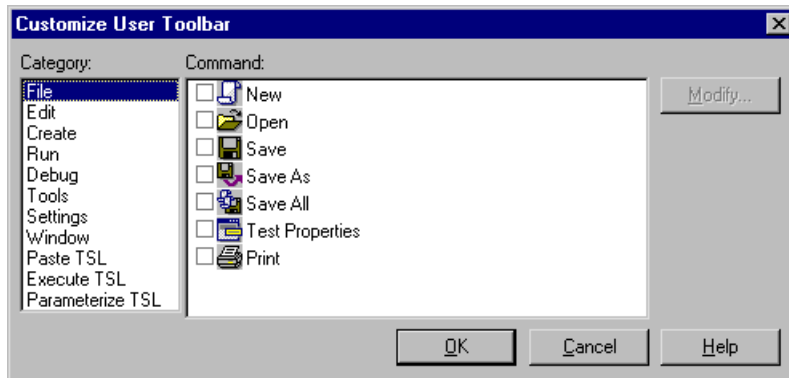 Customize User Toolbar
Category:
Command:
File
Edit
Create
Run
Debug
Tools
Settings
Window
Paste TSL
Execute TSL
Parameterize TSL
New
Open
Save
Save As
Save All
Test Properties
Print
Modify...
OK
Cancel
Help